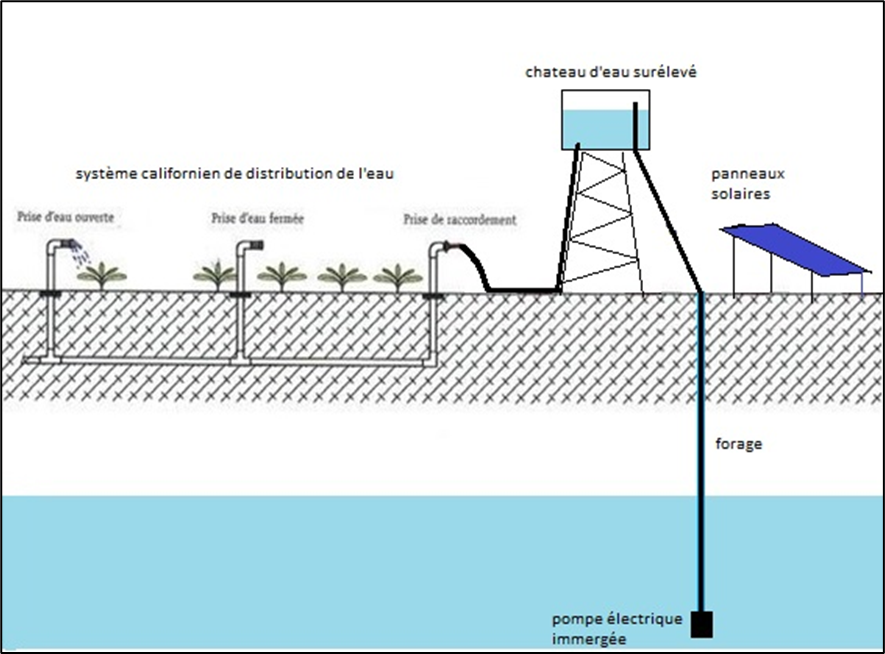 chateau d'eau surélevé
système californien de distribution de l'eau
panneaux
solaires
Prise d'eau ouverte
Prise d'eau fermée
Prise de raccordement
forage
pompe électrique
immergée